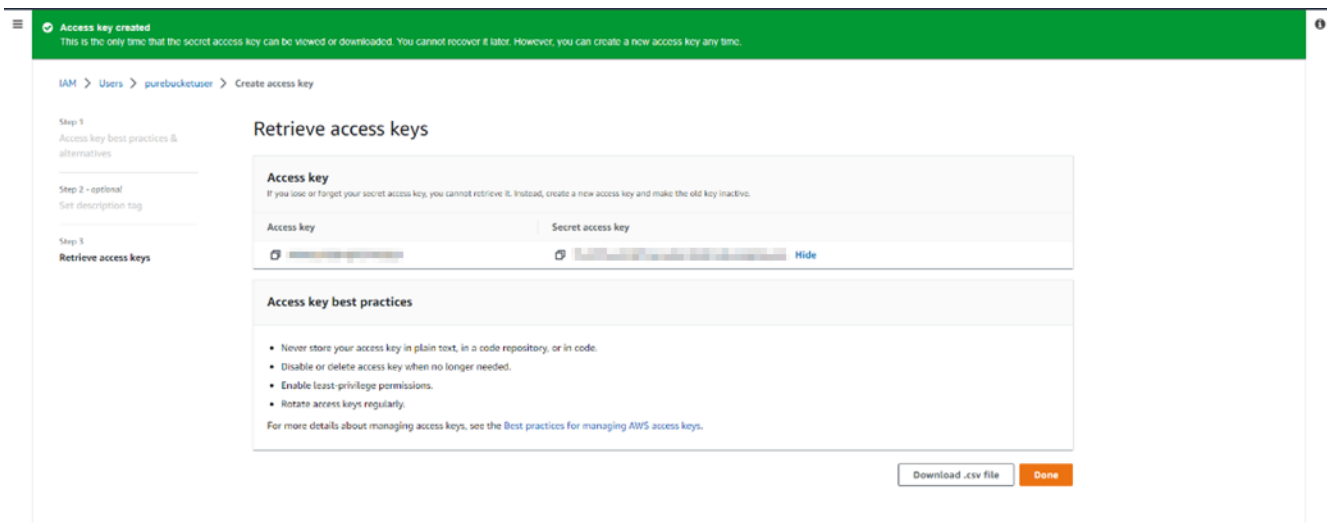 Access key created
This is the only time that the secret access key can be viewed or downloaded. You cannot recover it later. However, you can create a new access key any time.
IAM > Users > purebucketuser > Create access key
Step 1
Access key best practices &
alternatives
Step 2 - optional
Set description tag
Step 3
Retrieve access keys
Retrieve access keys
Access key
If you lose or forget your secret access key, you cannot retrieve it. Instead, create a new access key and make the old key inactive.
Access key Secret access key
Hide
Access key best practices
• Never store your access key in plain text, in a code repository, or in code.
• Disable or delete access key when no longer needed.
• Enable least-privilege permissions.
• Rotate access keys regularly.
For more details about managing access keys, see the Best practices for managing AWS access keys.
Download .csv file Done